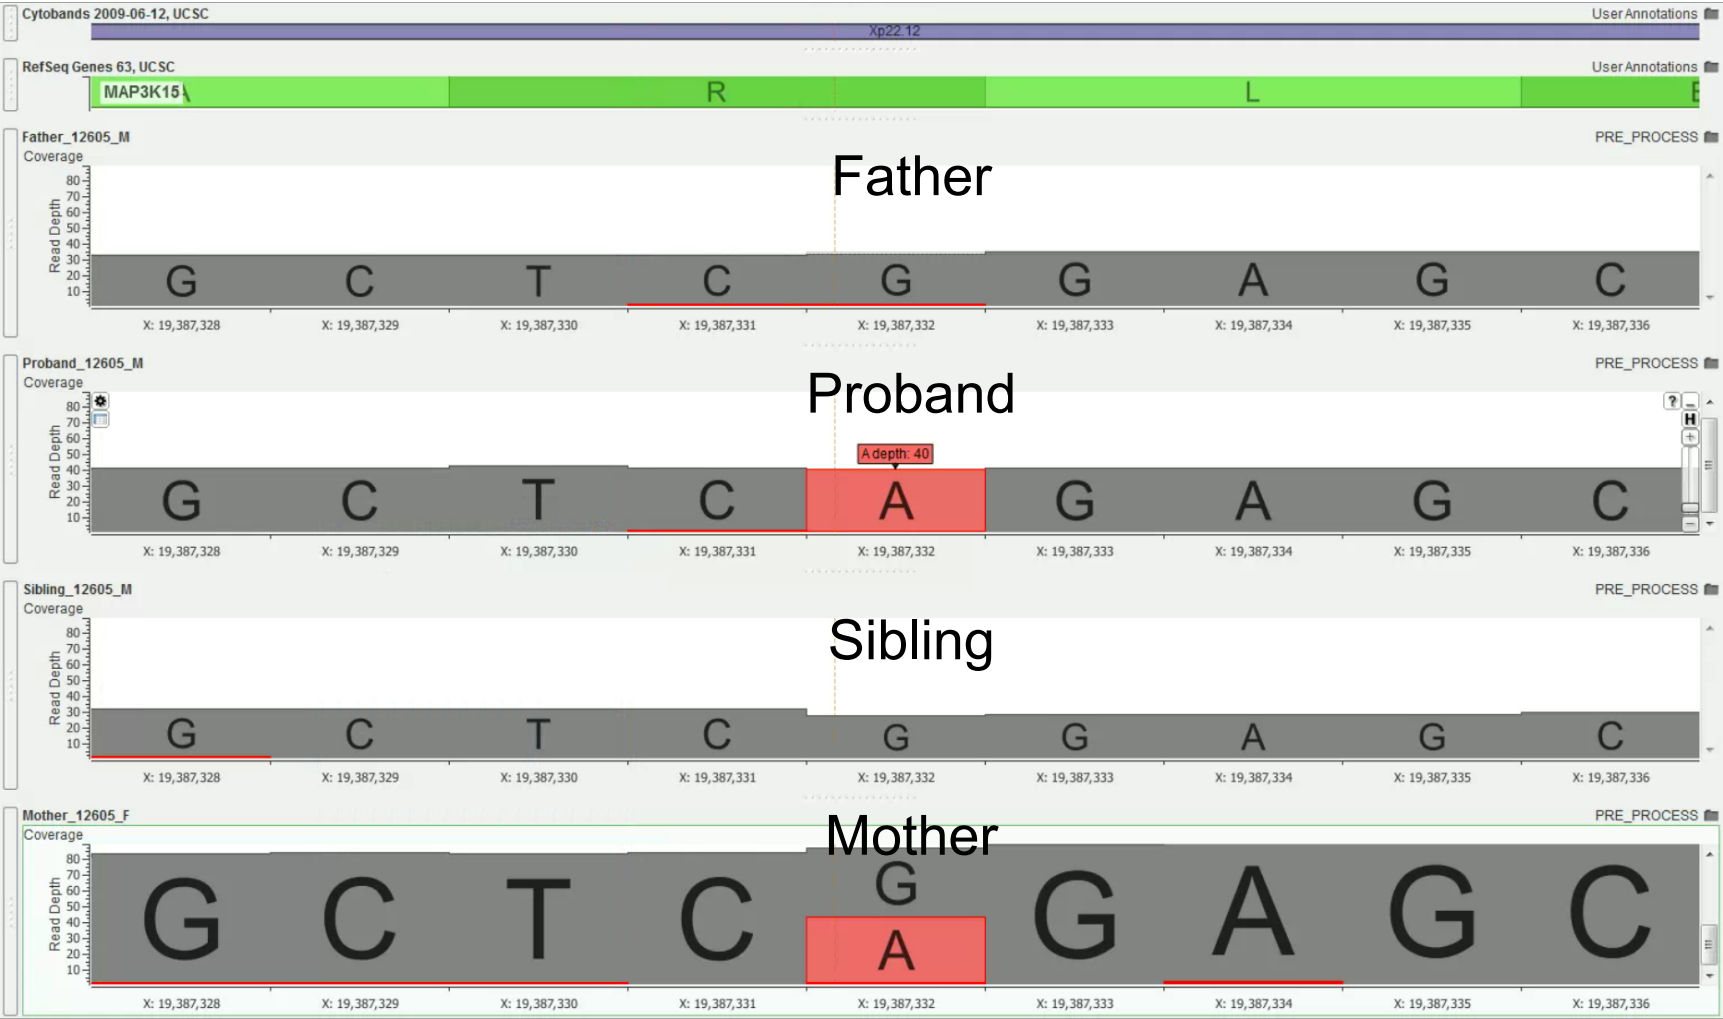 Cytobands 2009-06-12, UCSC
User Annotations
Xp22.12
RefSeq Genes 63, UCSC
User Annotations
MAP3K15
R
L
Father_12605_M
PRE_PROCESS
Coverage
Father
Read Depth
80
70
60
50
40
30
20
10
G C T C G G A G C
X: 19,387,328 X: 19,387,329 X: 19,387,330 X: 19,387,331 X: 19,387,332 X: 19,387,333 X: 19,387,334 X: 19,387,335 X: 19,387,336
Proband_12605_M
PRE_PROCESS
Coverage
Proband
? H
Read Depth
80
70
60
50
40
30
20
10
A depth: 40
G C T C A G A G C
X: 19,387,328 X: 19,387,329 X: 19,387,330 X: 19,387,331 X: 19,387,332 X: 19,387,333 X: 19,387,334 X: 19,387,335 X: 19,387,336
Sibling_12605_M
PRE_PROCESS
Coverage
Sibling
Read Depth
80
70
60
50
40
30
20
10
G C T C G G A G C
X: 19,387,328 X: 19,387,329 X: 19,387,330 X: 19,387,331 X: 19,387,332 X: 19,387,333 X: 19,387,334 X: 19,387,335 X: 19,387,336
Mother_12605_F
PRE_PROCESS
Coverage
Mother
Read Depth
80
70
60
50
40
30
20
10
G C T C G G A G C
A
X: 19,387,328 X: 19,387,329 X: 19,387,330 X: 19,387,331 X: 19,387,332 X: 19,387,333 X: 19,387,334 X: 19,387,335 X: 19,387,336